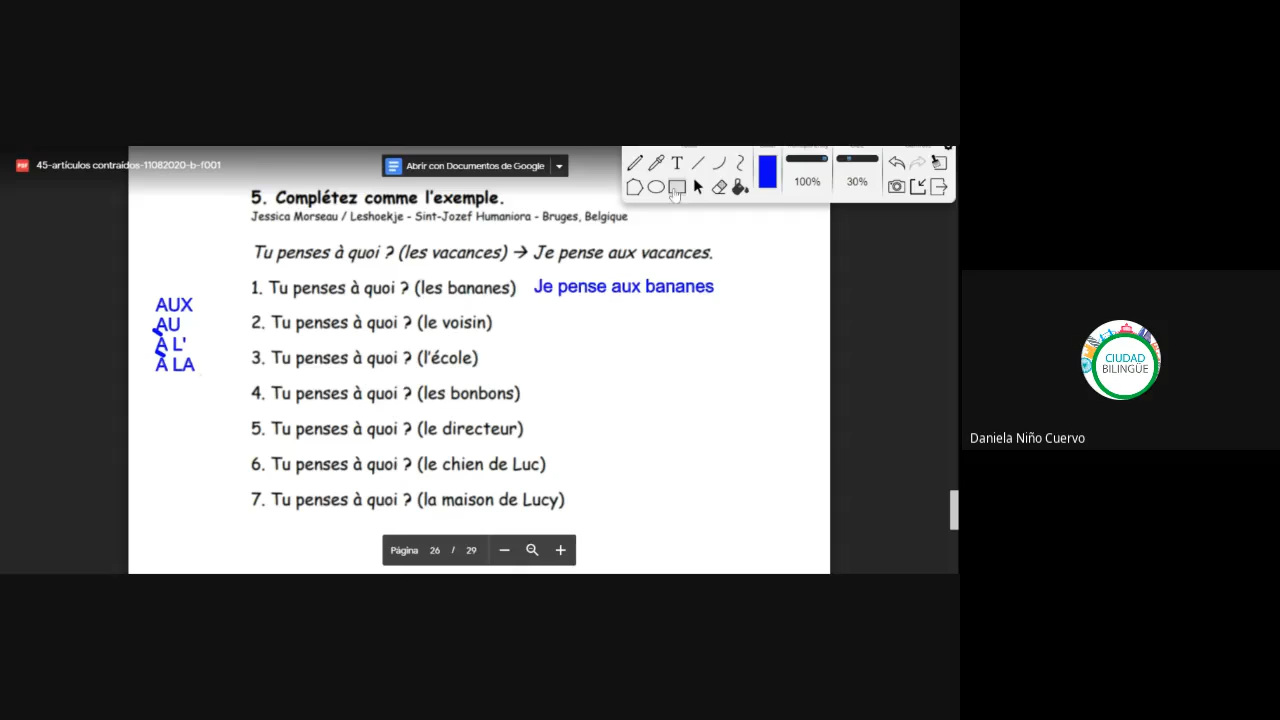 45-artículos contraídos-11082020-b-f001
Abrir con Documentos de Google
100%
30%
5. Complétez comme l'exemple.
Jessica Morseau / Leshoekje - Sint-Jozef Humaniora - Bruges, Belgique
Tu penses à quoi ? (les vacances) → Je pense aux vacances.
1. Tu penses à quoi ? (les bananes) Je pense aux bananes
2. Tu penses à quoi ? (le voisin)
3. Tu penses à quoi ? (l'école)
4. Tu penses à quoi ? (les bonbons)
5. Tu penses à quoi ? (le directeur)
6. Tu penses à quoi ? (le chien de Luc)
7. Tu penses à quoi ? (la maison de Lucy)
AUX
AU
À L'
À LA
Página 26 / 29
CIUDAD
BILINGÜE
Daniela Niño Cuervo